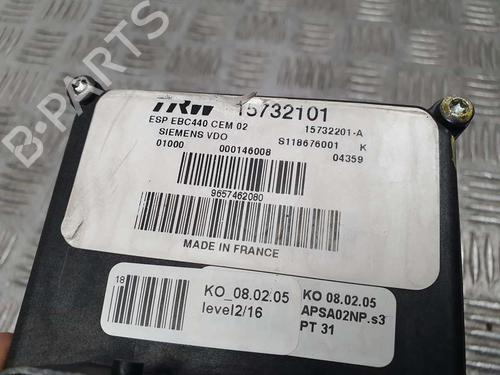 B-PARTS
TRW 15732101
ESP EBC440 CEM 02 15732201-A
SIEMENS VDO S118676001 K
01000 000146008 04359
9657462080
MADE IN FRANCE
18
KO_08.02.05
level2/16
KO 08.02.05
APSA02NP.s3
PT 31